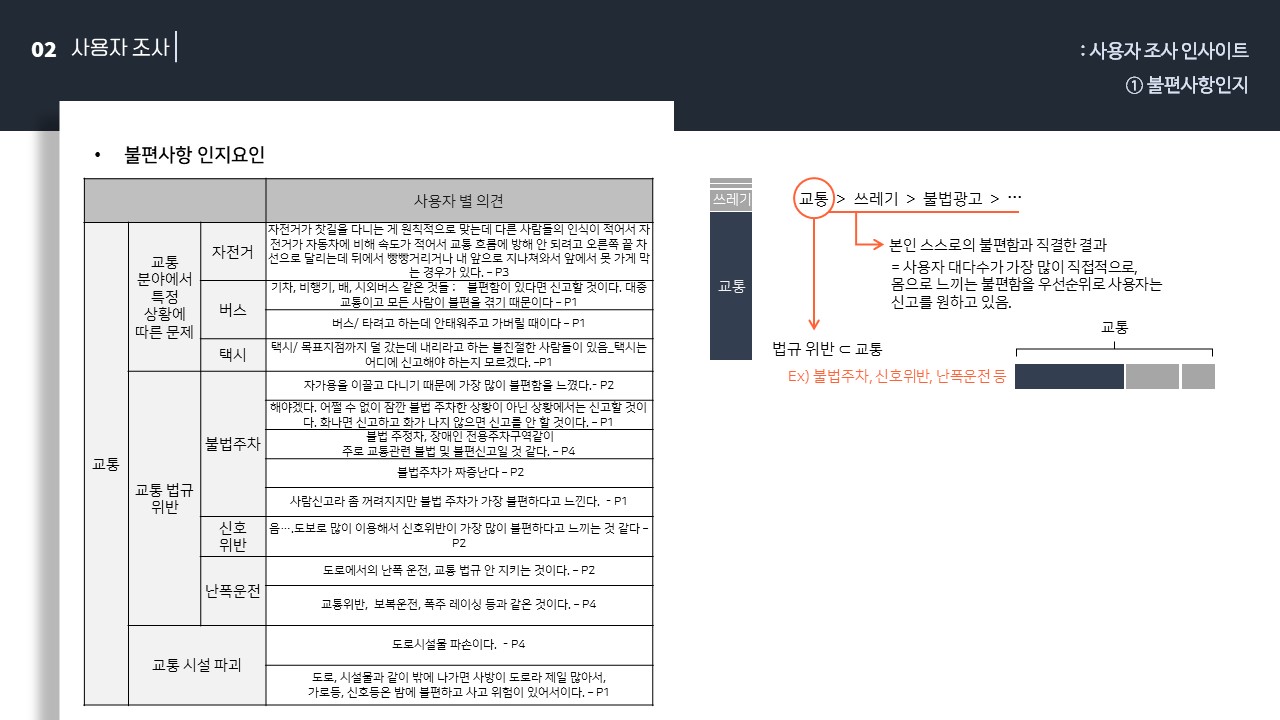 02 사용자 조사
: 사용자 조사 인사이트
① 불편사항인지
• 불편사항 인지요인
사용자 별 의견
교통
교통
분야에서
특정
상황에
따른 문제
자전거
자전거가 찻길을 다니는 게 원칙적으로 맞는데 다른 사람들의 인식이 적어서 자
전거가 자동차에 비해 속도가 적어서 교통 흐름에 방해 안 되려고 오른쪽 끝 차
선으로 달리는데 뒤에서 빵빵거리거나 내 앞으로 지나쳐와서 앞에서 못 가게 막
는 경우가 있다. – P3
버스
기차, 비행기, 배, 시외버스 같은 것들 ; 불편함이 있다면 신고할 것이다. 대중
교통이고 모든 사람이 불편을 겪기 때문이다 – P1
버스/ 타려고 하는데 안태워주고 가버릴 때이다 – P1
택시
택시/ 목표지점까지 덜 갔는데 내리라고 하는 불친절한 사람들이 있음_택시는
어디에 신고해야 하는지 모르겠다. –P1
교통 법규
위반
불법주차
자가용을 이끌고 다니기 때문에 가장 많이 불편함을 느꼈다.- P2
해야겠다. 어쩔 수 없이 잠깐 불법 주차한 상황이 아닌 상황에서는 신고할 것이
다. 화나면 신고하고 화가 나지 않으면 신고를 안 할 것이다. – P1
불법 주정차, 장애인 전용주차구역같이
주로 교통관련 불법 및 불편신고일 것 같다. – P4
불법주차가 짜증난다 – P2
사람신고라 좀 꺼려지지만 불법 주차가 가장 불편하다고 느낀다. - P1
신호
위반
음….도보로 많이 이용해서 신호위반이 가장 많이 불편하다고 느끼는 것 같다 –
P2
난폭운전
도로에서의 난폭 운전, 교통 법규 안 지키는 것이다. – P2
교통위반, 보복운전, 폭주 레이싱 등과 같은 것이다. – P4
교통 시설 파괴
도로시설물 파손이다. - P4
도로, 시설물과 같이 밖에 나가면 사방이 도로라 제일 많아서,
가로등, 신호등은 밤에 불편하고 사고 위험이 있어서이다. – P1
쓰레기
교통
교통 > 쓰레기 > 불법광고 > …
본인 스스로의 불편함과 직결한 결과
= 사용자 대다수가 가장 많이 직접적으로,
몸으로 느끼는 불편함을 우선순위로 사용자는
신고를 원하고 있음.
교통
법규 위반 ⊂ 교통
Ex) 불법주차, 신호위반, 난폭운전 등